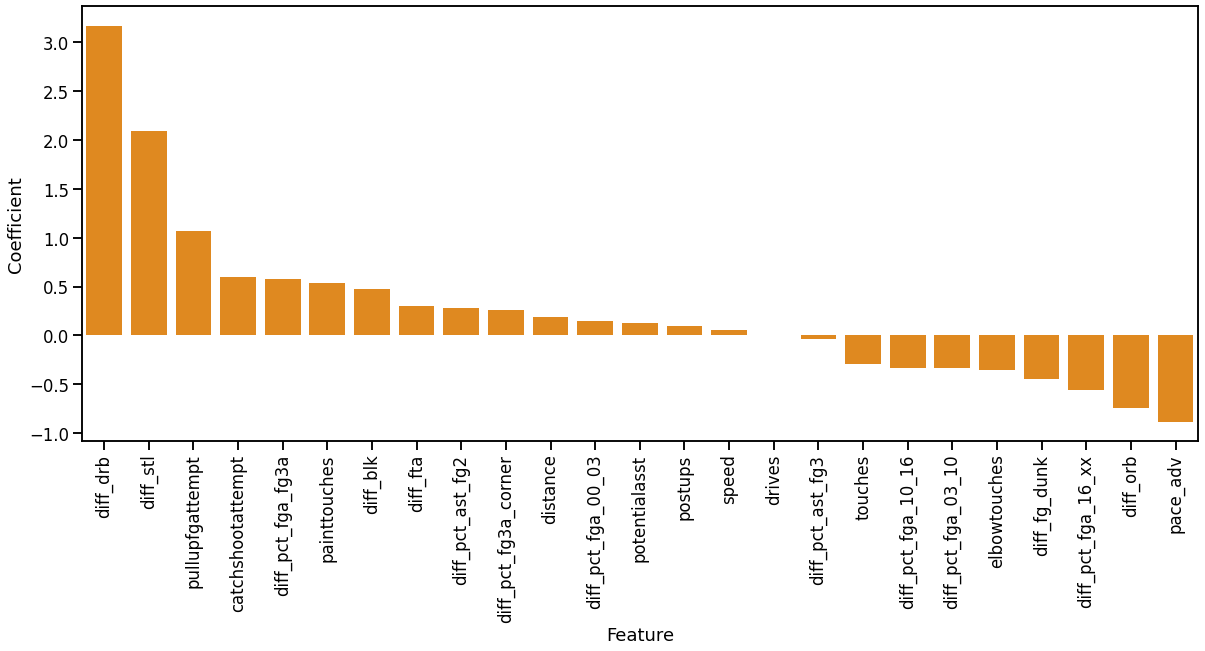 Coefficient
3.0
2.5
2.0
1.5
1.0
0.5
0.0
−0.5
−1.0
diff_drb
diff_stl
pullupfgattempt
catchshootattempt
diff_pct_fga_fg3a
painttouches
diff_blk
diff_fta
diff_pct_ast_fg2
diff_pct_fg3a_corner
distance
diff_pct_fga_00_03
potentialasst
postups
speed
drives
diff_pct_ast_fg3
touches
diff_pct_fga_10_16
diff_pct_fga_03_10
elbowtouches
diff_fg_dunk
diff_pct_fga_16_xx
diff_orb
pace_adv
Feature